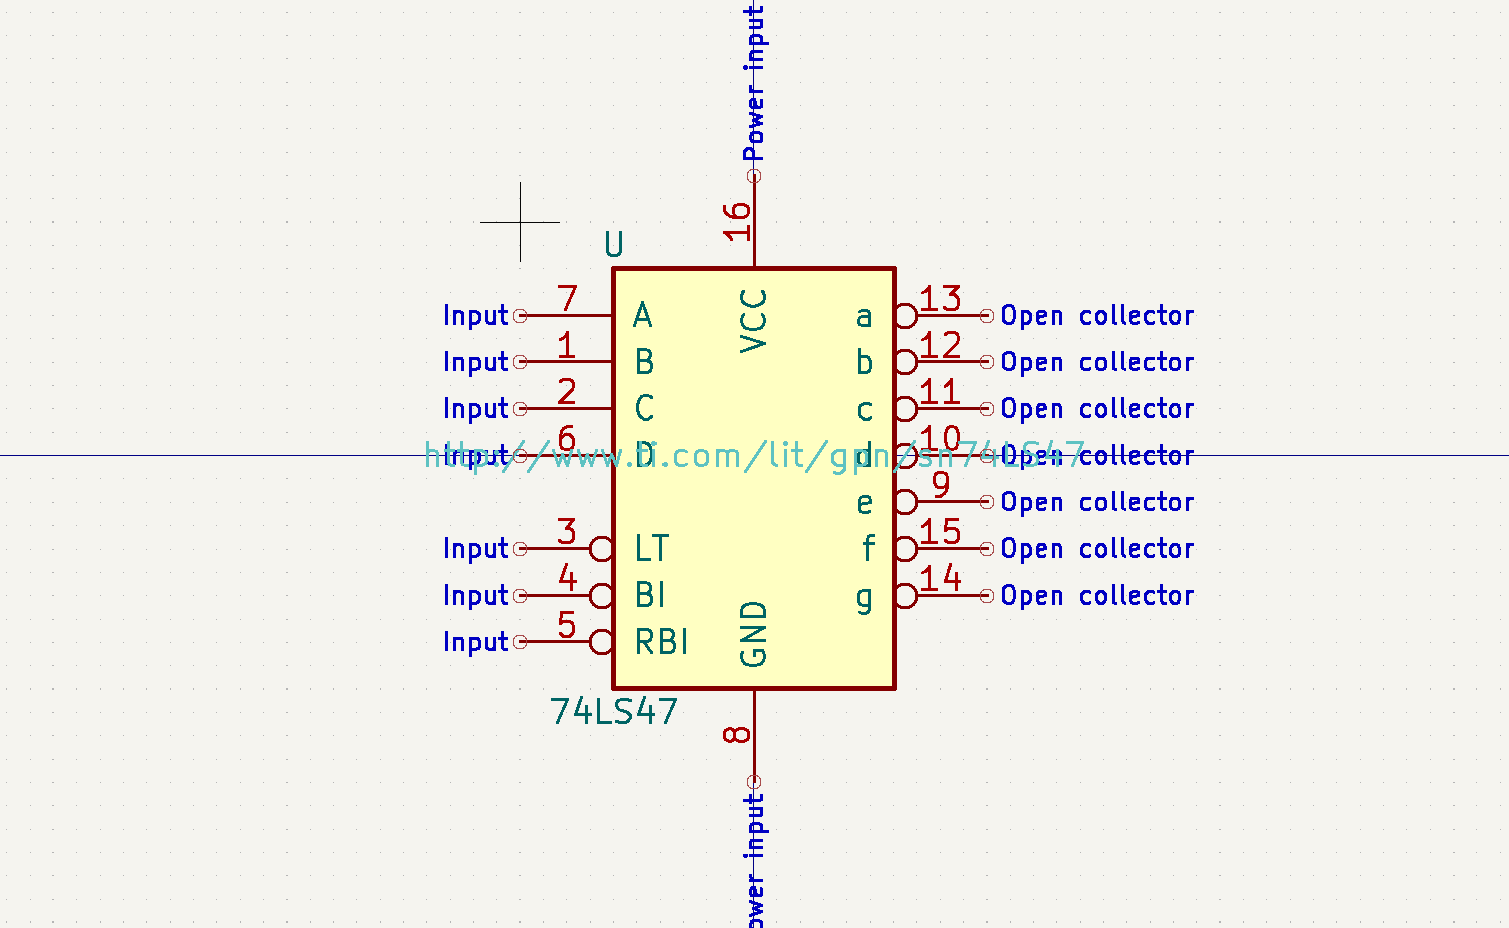 Power input
16
U
VCC
Input 7 A a 13 Open collector
Input 1 B b 12 Open collector
Input 2 C c 11 Open collector
Input 6 D d 10 Open collector
http://www.ti.com/lit/gpn/sn74LS47
e 9 Open collector
Input 3 LT f 15 Open collector
Input 4 BI g 14 Open collector
Input 5 RBI
GND
74LS47
8
ower input